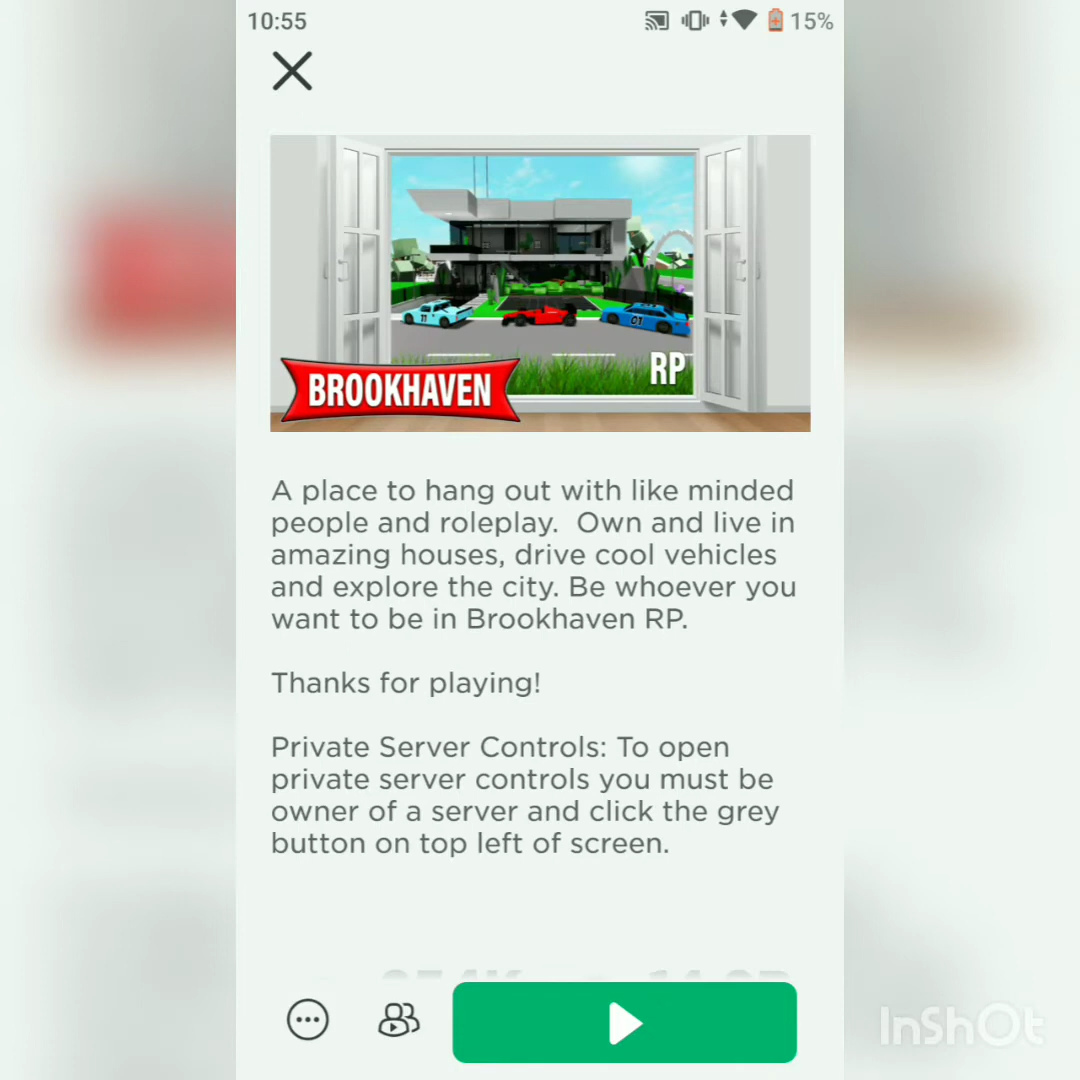 10:55
15%
11
01
BROOKHAVEN
RP
A place to hang out with like minded
people and roleplay.  Own and live in
amazing houses, drive cool vehicles
and explore the city. Be whoever you
want to be in Brookhaven RP.
Thanks for playing!
Private Server Controls: To open
private server controls you must be
owner of a server and click the grey
button on top left of screen.
InShOt